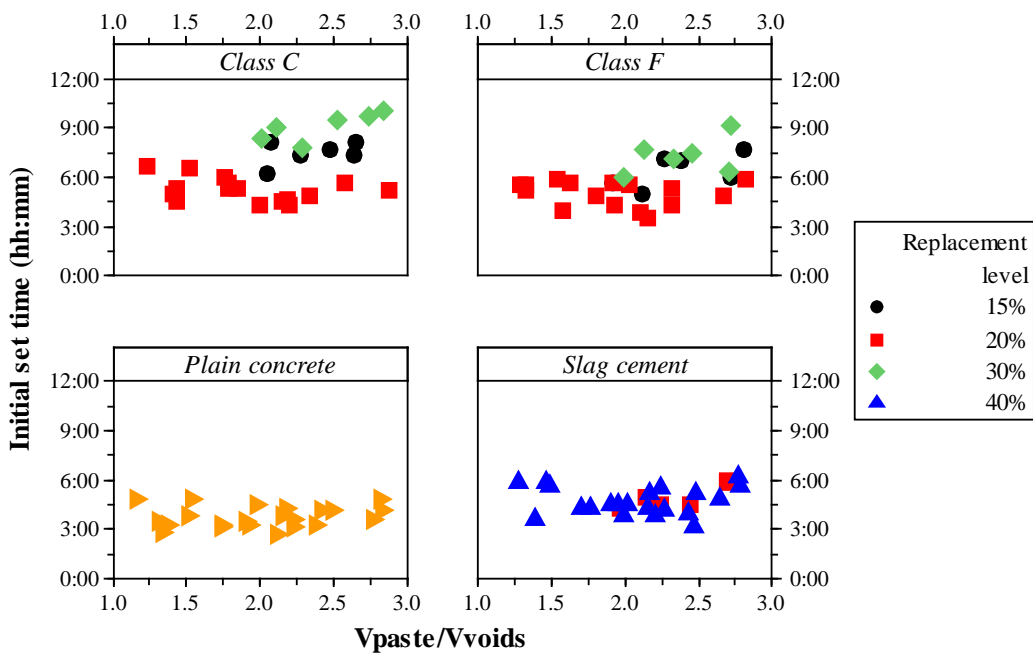 1.0 1.5 2.0 2.5 3.0 1.0 1.5 2.0 2.5 3.0
Class C Class F
12:00 12:00
9:00 9:00
6:00 6:00
3:00 3:00
0:00 0:00
Initial set time (hh:mm)
Replacement
level
15%
20%
30%
40%
Plain concrete Slag cement
12:00 12:00
9:00 9:00
6:00 6:00
3:00 3:00
0:00 0:00
1.0 1.5 2.0 2.5 3.0 1.0 1.5 2.0 2.5 3.0
Vpaste/Vvoids